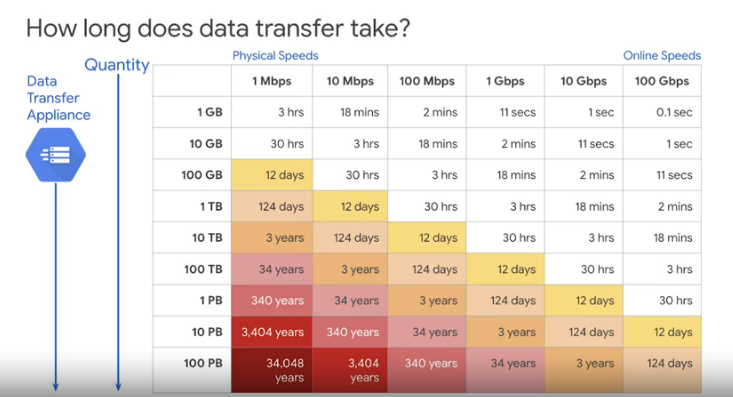 How long does data transfer take?
Physical Speeds Online Speeds
Quantity
Data
Transfer
Appliance
1 Mbps 10 Mbps 100 Mbps 1 Gbps 10 Gbps 100 Gbps
1 GB 3 hrs 18 mins 2 mins 11 secs 1 sec 0.1 sec
10 GB 30 hrs 3 hrs 18 mins 2 mins 11 secs 1 sec
100 GB 12 days 30 hrs 3 hrs 18 mins 2 mins 11 secs
1 TB 124 days 12 days 30 hrs 3 hrs 18 mins 2 mins
10 TB 3 years 124 days 12 days 30 hrs 3 hrs 18 mins
100 TB 34 years 3 years 124 days 12 days 30 hrs 3 hrs
1 PB 340 years 34 years 3 years 124 days 12 days 30 hrs
10 PB 3,404 years 340 years 34 years 3 years 124 days 12 days
100 PB 34,048 years 3,404 years 340 years 34 years 3 years 124 days